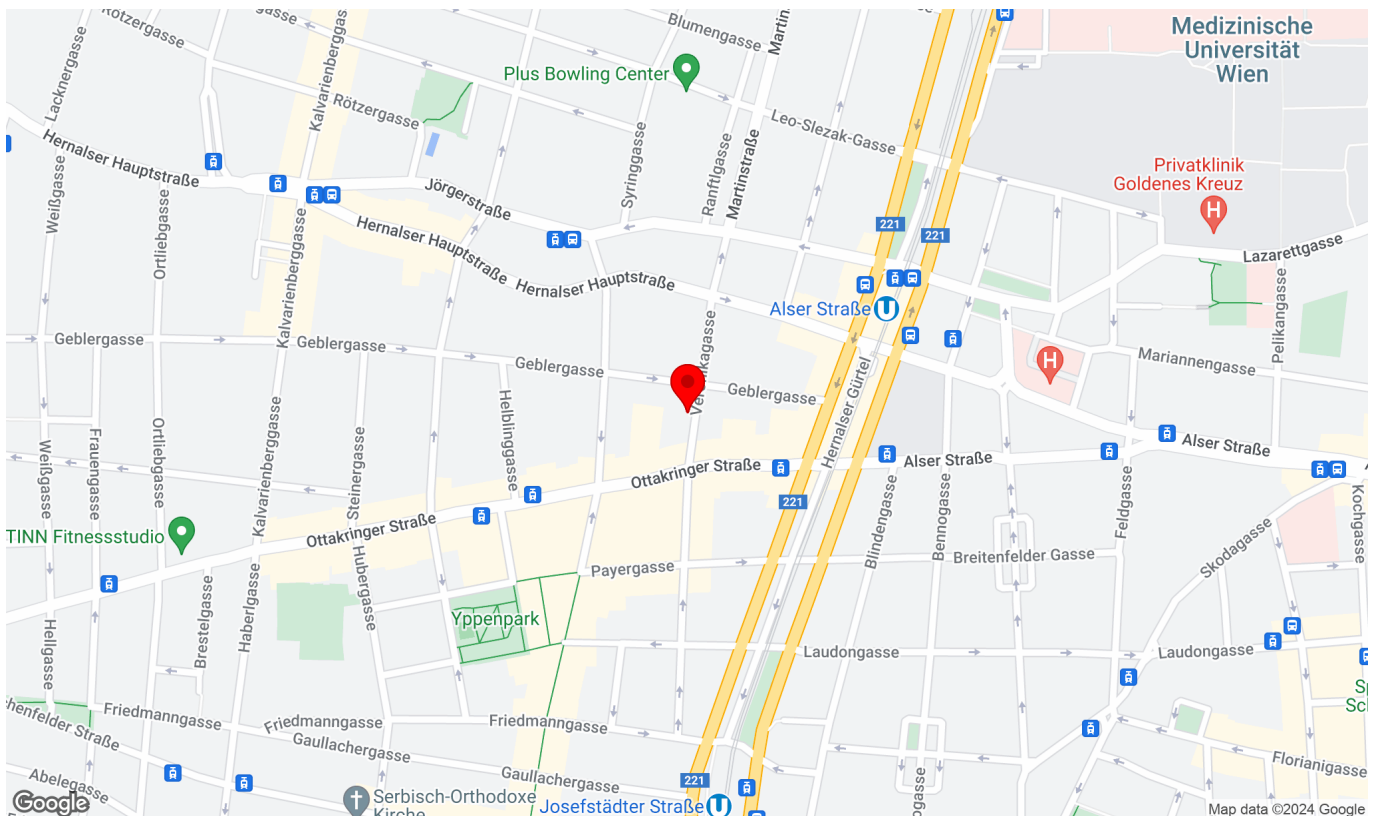 Rötzergasse
Kalvarienberggasse
Blumengasse
Martinstraße
Medizinische
Universität
Wien
Plus Bowling Center
Lacknergasse
Rötzergasse
Leo-Slezak-Gasse
Hernalser Hauptstraße
Syringgasse
Ranftlgasse
Privatklinik
Goldenes Kreuz
H
Jörgerstraße
Weißgasse
Ortliebgasse
Kalvarienberggasse
Hernalser Hauptstraße
221
221
Lazarettgasse
Hernalser Hauptstraße
Alser Straße
U
Pelikangasse
Geblergasse
Geblergasse
Geblergasse
Geblergasse
Mariannengasse
H
Hernalser Gürtel
Helblinggasse
Ortliebgasse
Frauengasse
Weißgasse
Kalvarienberggasse
Steinergasse
Ottakringer Straße
Alser Straße
Alser Straße
221
Blindengasse
Bennogasse
Feldgasse
Kochgasse
TINN Fitnessstudio
Ottakringer Straße
Hubergasse
Skodagasse
Payergasse
Breitenfelder Gasse
Yppenpark
Hellgasse
Brestelgasse
Haberlgasse
Laudongasse
Laudongasse
Friedmanngasse
Friedmanngasse
Friedmanngasse
Gaullachergasse
Gaullachergasse
Abelegasse
Florianigasse
221
Serbisch-Orthodoxe
Kirche
Josefstädter Straße
U
Google
Map data ©2024 Google